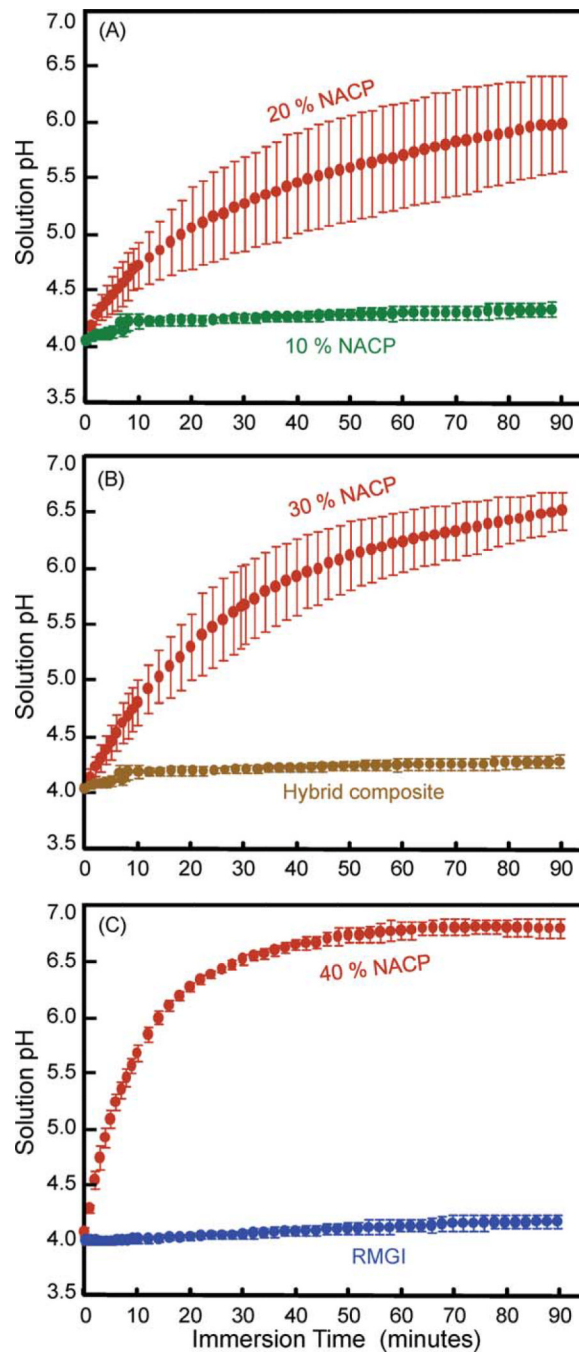 (A)
7.0
6.5
6.0
5.5
5.0
4.5
4.0
3.5
Solution pH
20 % NACP
10 % NACP
0 10 20 30 40 50 60 70 80 90
(B)
7.0
6.5
6.0
5.5
5.0
4.5
4.0
3.5
Solution pH
30 % NACP
Hybrid composite
0 10 20 30 40 50 60 70 80 90
(C)
7.0
6.5
6.0
5.5
5.0
4.5
4.0
3.5
Solution pH
40 % NACP
RMGI
0 10 20 30 40 50 60 70 80 90
Immersion Time (minutes)